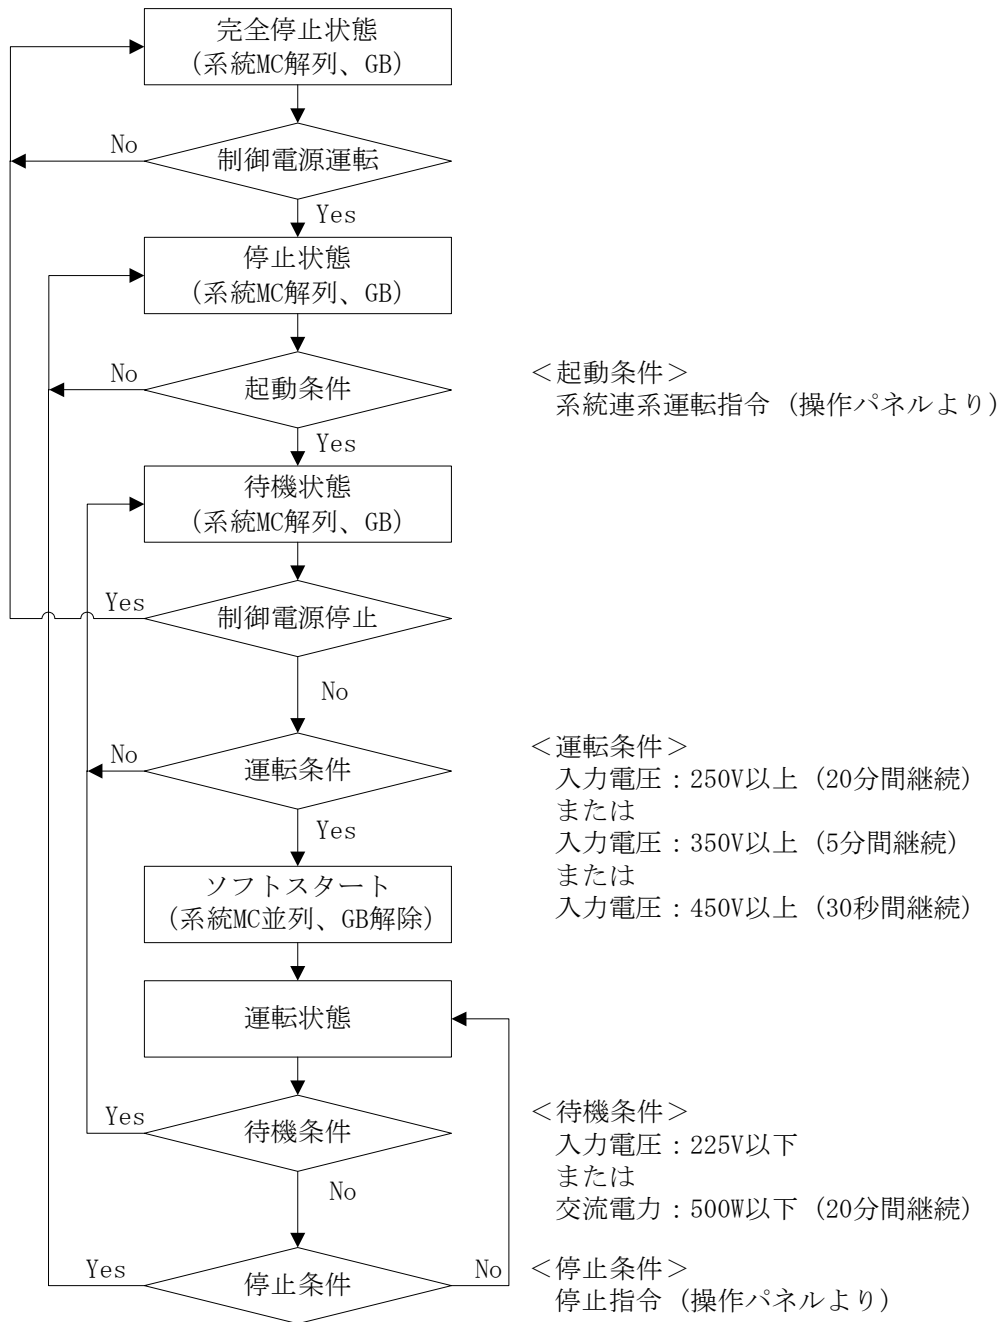 完全停止状態
（系統MC解列、GB）
No
制御電源運転
Yes
停止状態
（系統MC解列、GB）
No
起動条件
Yes
＜起動条件＞
系統連系運転指令（操作パネルより）
待機状態
（系統MC解列、GB）
Yes
制御電源停止
No
No
運転条件
Yes
＜運転条件＞
入力電圧：250V以上（20分間継続）
または
入力電圧：350V以上（5分間継続）
または
入力電圧：450V以上（30秒間継続）
ソフトスタート
（系統MC並列、GB解除）
運転状態
Yes
待機条件
No
＜待機条件＞
入力電圧：225V以下
または
交流電力：500W以下（20分間継続）
Yes
停止条件
No
＜停止条件＞
停止指令（操作パネルより）